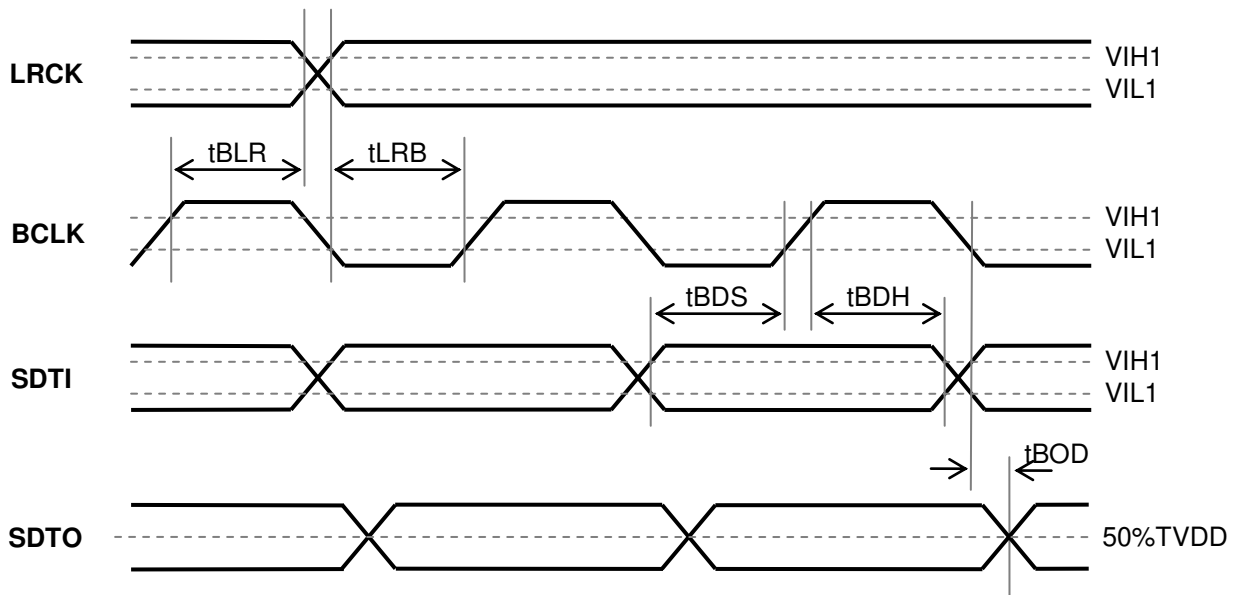 LRCK
VIH1
VIL1
tBLR
tLRB
BCLK
VIH1
VIL1
tBDS
tBDH
SDTI
VIH1
VIL1
tBOD
SDTO
50%TVDD